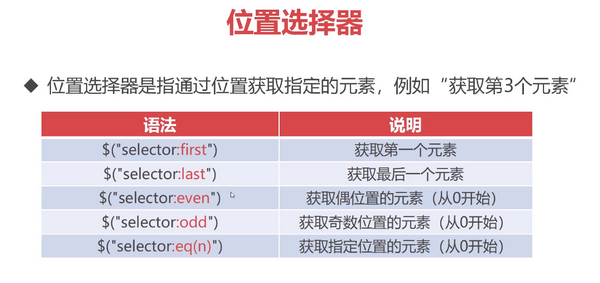 位置选择器
◆ 位置选择器是指通过位置获取指定的元素，例如“获取第3个元素“
语法 说明
$("selector:first") 获取第一个元素
$("selector:last") 获取最后一个元素
$("selector:even") 获取偶位置的元素（从0开始）
$("selector:odd") 获取奇数位置的元素（从0开始）
$("selector:eq(n)") 获取指定位置的元素（从0开始）